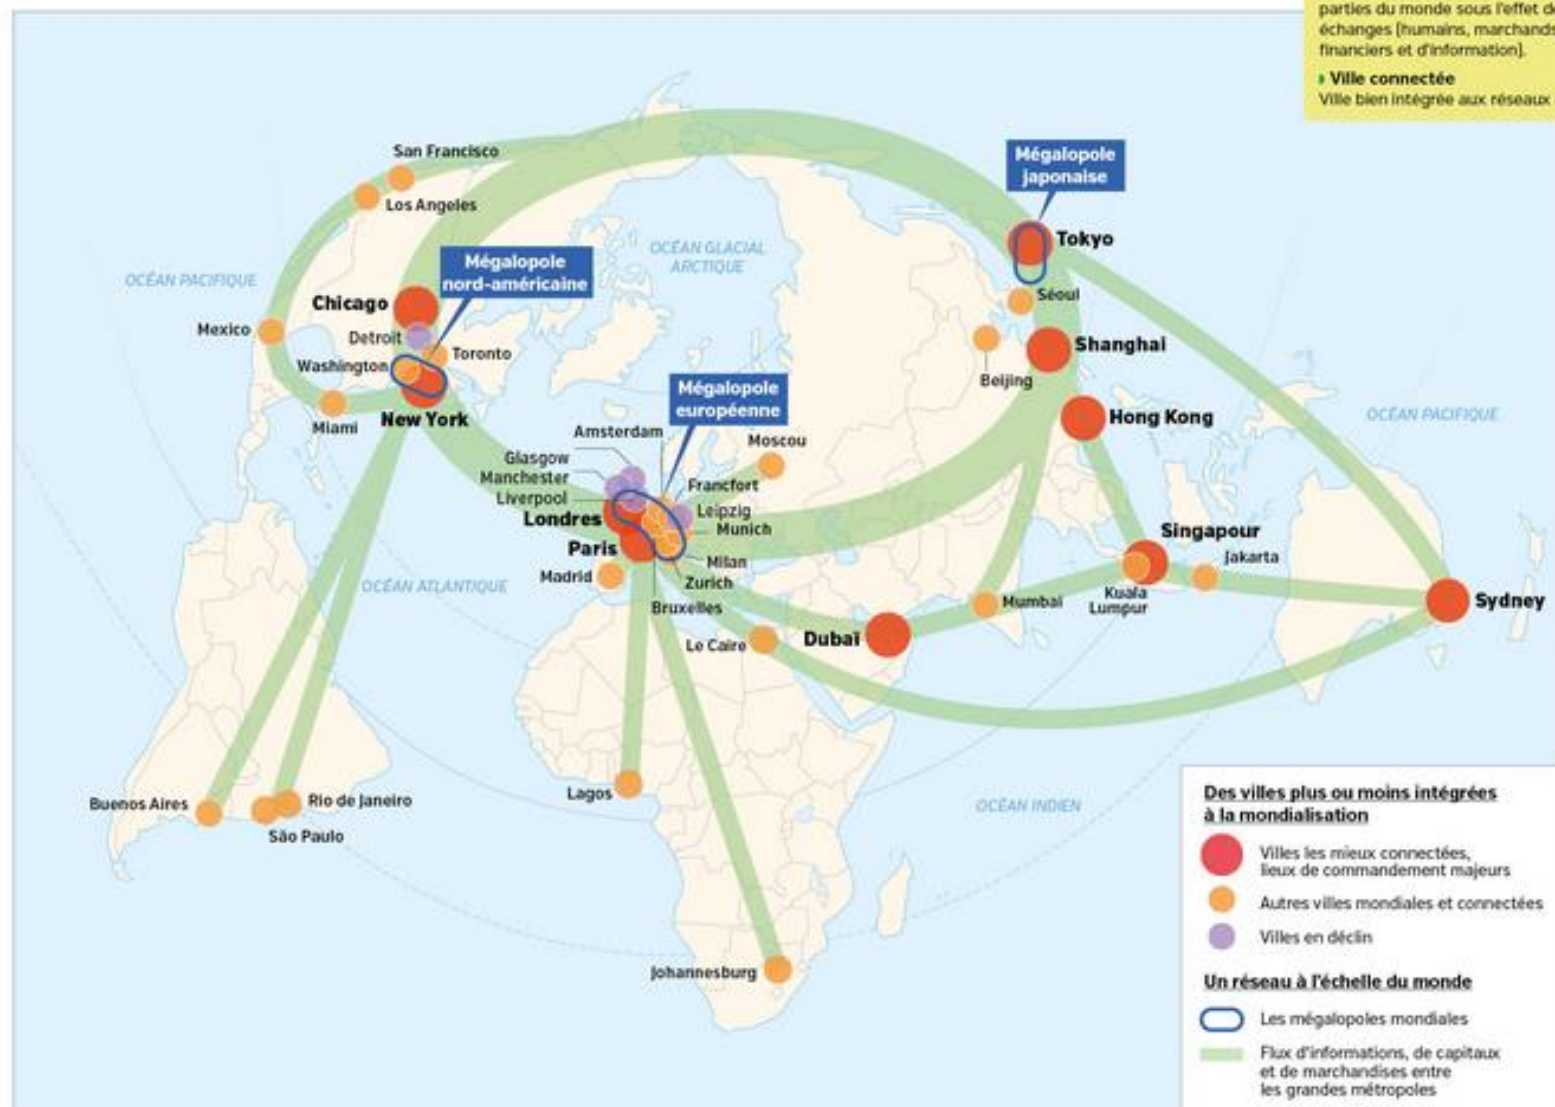 parties du monde sous l'effet de
échanges (humains, marchands
financiers et d'information).
Ville connectée
Ville bien intégrée aux réseaux
San Francisco
Los Angeles
Mégalopole
japonaise
Tokyo
OCÉAN GLACIAL
ARCTIQUE
OCÉAN PACIFIQUE
Mégalopole
nord-américaine
Chicago
Séoul
Mexico
Detroit
Toronto
Shanghai
Washington
Beijing
Mégalopole
européenne
New York
Miami
Hong Kong
OCÉAN PACIFIQUE
Amsterdam
Moscou
Glasgow
Manchester
Francfort
Liverpool
Londres
Leipzig
Munich
Paris
Singapour
Milan
Jakarta
Madrid
Zurich
OCÉAN ATLANTIQUE
Bruxelles
Mumbai
Kuala
Lumpur
Sydney
Le Caire
Dubaï
Lagos
Buenos Aires
Rio de Janeiro
São Paulo
OCÉAN INDIEN
Johannesburg
Des villes plus ou moins intégrées
à la mondialisation
Villes les mieux connectées,
lieux de commandement majeurs
Autres villes mondiales et connectées
Villes en déclin
Un réseau à l'échelle du monde
Les mégalopoles mondiales
Flux d'informations, de capitaux
et de marchandises entre
les grandes métropoles